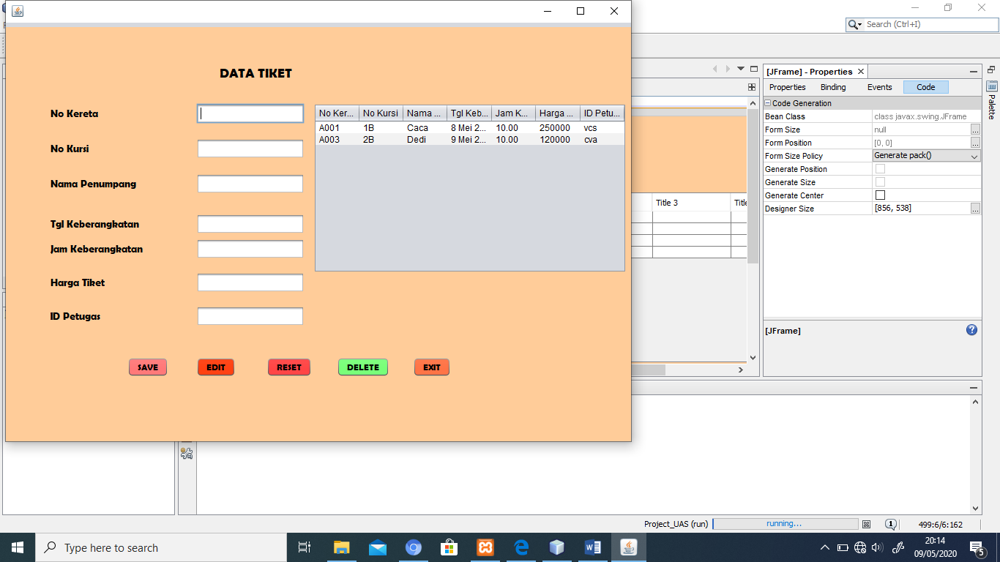 Search (Ctrl+I)
DATA TIKET
No Kereta
No Kursi
Nama Penumpang
Tgl Keberangkatan
Jam Keberangkatan
Harga Tiket
ID Petugas
No Ker... No Kursi Nama ... Tgl Keb... Jam K... Harga ... ID Petu...
A001 1B Caca 8 Mei 2... 10.00 250000 vcs
A003 2B Dedi 9 Mei 2... 10.00 120000 cva
SAVE EDIT RESET DELETE EXIT
Title 3
[JFrame] - Properties
Properties Binding Events Code
Code Generation
Bean Class class javax.swing.JFrame
Form Size null ...
Form Position [0, 0] ...
Form Size Policy Generate pack()
Generate Position
Generate Size
Generate Center
Designer Size [856, 538] ...
[JFrame]
Palette
Project_UAS (run) running... 1 499:6/6:162
Type here to search
20:14
09/05/2020
5